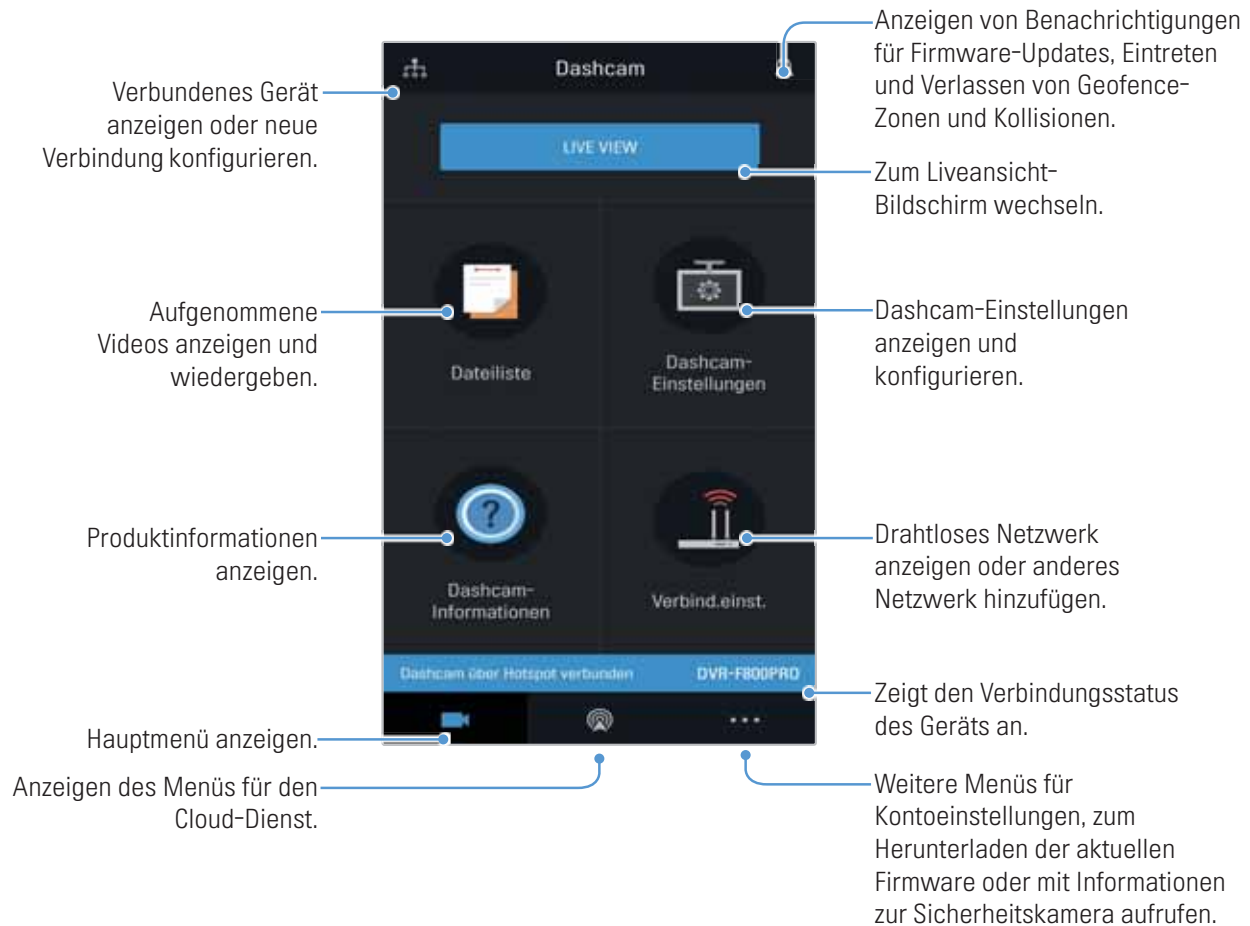 Anzeigen von Benachrichtigungen
für Firmware-Updates, Eintreten
und Verlassen von Geofence-
Zonen und Kollisionen.
Verbundenes Gerät
anzeigen oder neue
Verbindung konfigurieren.
Dashcam
LIVE VIEW
Zum Liveansicht-
Bildschirm wechseln.
Aufgenommene
Videos anzeigen und
wiedergeben.
Dateiliste
Dashcam-
Einstellungen
Dashcam-Einstellungen
anzeigen und
konfigurieren.
Produktinformationen
anzeigen.
?
Dashcam-
Informationen
Verbind.einst.
Drahtloses Netzwerk
anzeigen oder anderes
Netzwerk hinzufügen.
Dashcam über Hotspot verbunden DVR-F800PRO
Zeigt den Verbindungsstatus
des Geräts an.
Hauptmenü anzeigen.
Anzeigen des Menüs für den
Cloud-Dienst.
Weitere Menüs für
Kontoeinstellungen, zum
Herunterladen der aktuellen
Firmware oder mit Informationen
zur Sicherheitskamera aufrufen.